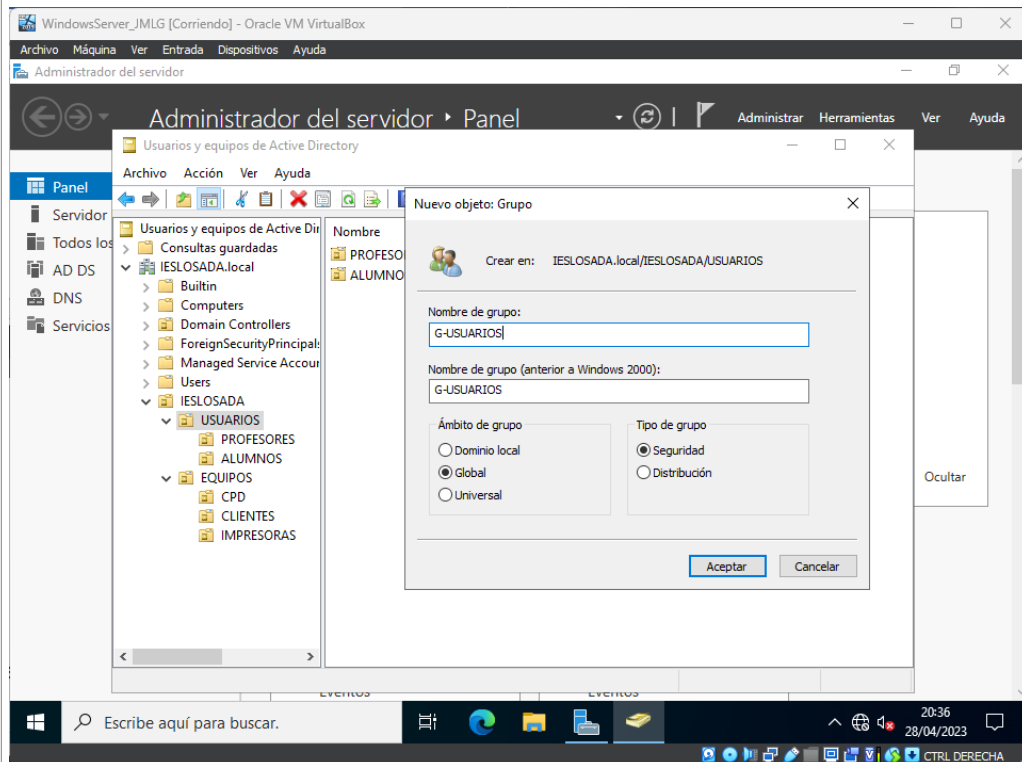 WindowsServer_JMLG [Corriendo] - Oracle VM VirtualBox
Archivo Máquina Ver Entrada Dispositivos Ayuda
Administrador del servidor
Administrador del servidor Panel
Administrar Herramientas Ver Ayuda
Usuarios y equipos de Active Directory
Archivo Acción Ver Ayuda
Panel
Servidor
Todos los
AD DS
DNS
Servicios
Usuarios y equipos de Active Dir
Consultas guardadas
IESLOSADA.local
Builtin
Computers
Domain Controllers
ForeignSecurityPrincipal
Managed Service Accour
Users
IESLOSADA
USUARIOS
PROFESORES
ALUMNOS
EQUIPOS
CPD
CLIENTES
IMPRESORAS
Nombre
PROFESO
ALUMNO
Nuevo objeto: Grupo
Crear en: IESLOSADA.local/IESLOSADA/USUARIOS
Nombre de grupo:
G-USUARIOS
Nombre de grupo (anterior a Windows 2000):
G-USUARIOS
Ámbito de grupo
Dominio local
Global
Universal
Tipo de grupo
Seguridad
Distribución
Aceptar Cancelar
Ocultar
Eventos Eventos
Escribe aquí para buscar.
20:36
28/04/2023
CTRL DERECHA